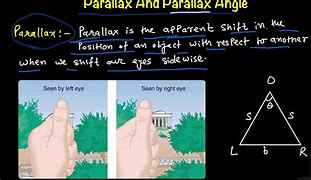 Parallax And Parallax Angle
Parallax:- Parallax is the apparent shift in the
Position of an object with respect to another
when we shift our eyes sidewise.
Seen by left eye
Seen by right eye
O
θ
S
S
L
b
R